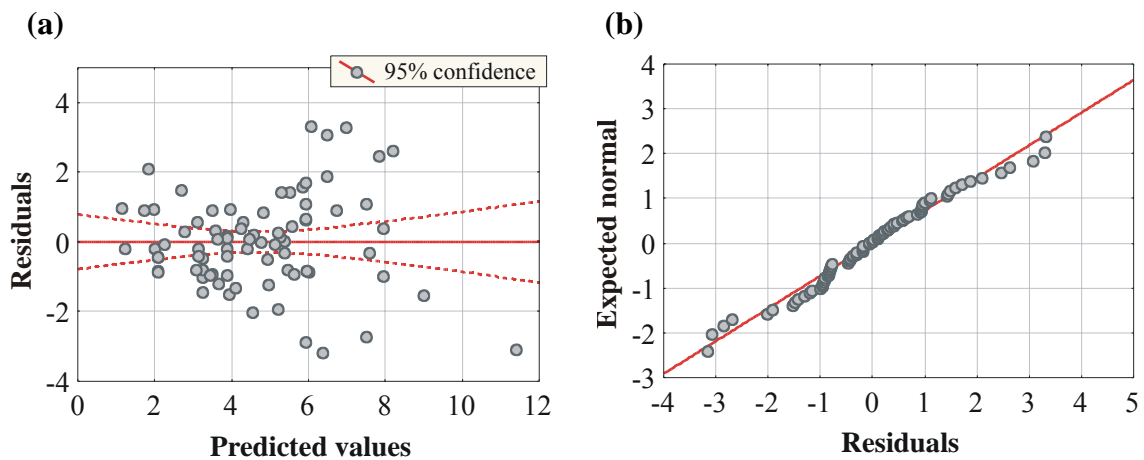 (a)
95% confidence
Residuals
4
2
0
-2
-4
0 2 4 6 8 10 12
Predicted values
(b)
Expected normal
4
3
2
1
0
-1
-2
-3
-4 -3 -2 -1 0 1 2 3 4 5
Residuals